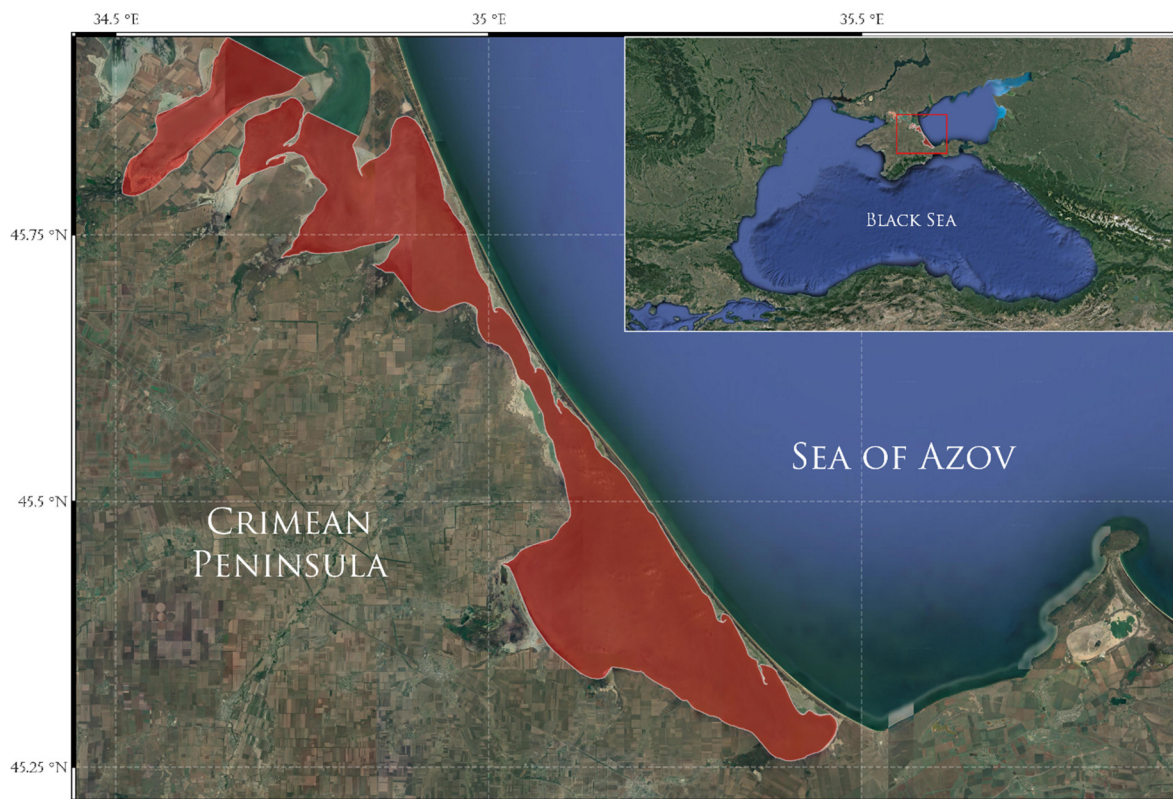 34.5 °E
35 °E
35.5 °E
BLACK SEA
45.75 °N
SEA OF AZOV
45.5 °N
CRIMEAN
PENINSULA
45.25 °N